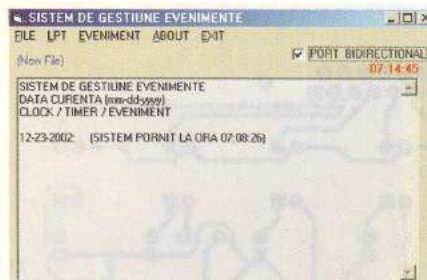 SISTEM DE GESTIUNE EVENIMENTE
FILE LPT EVENIMENT ABOUT EXIT
(New File)
PORT BIDIRECTIONAL
07:14:45
SISTEM DE GESTIUNE EVENIMENTE
DATA CURENTA (mm-dd-yyyy)
CLOCK / TIMER / EVENIMENT
12-23-2002: (SISTEM PORNIT LA ORA 07:08:26)